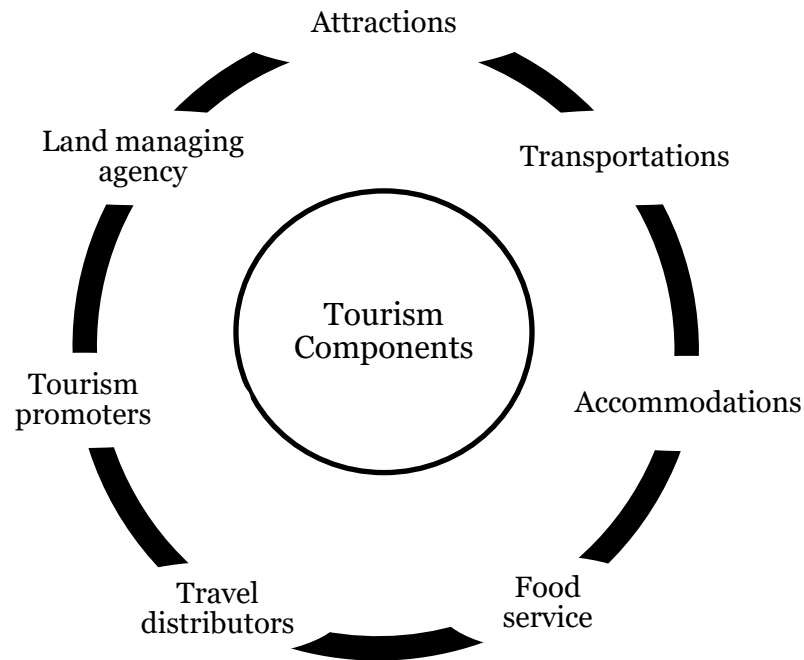 Attractions
Transportations
Accommodations
Food
service
Travel
distributors
Tourism
promoters
Land managing
agency
Tourism
Components